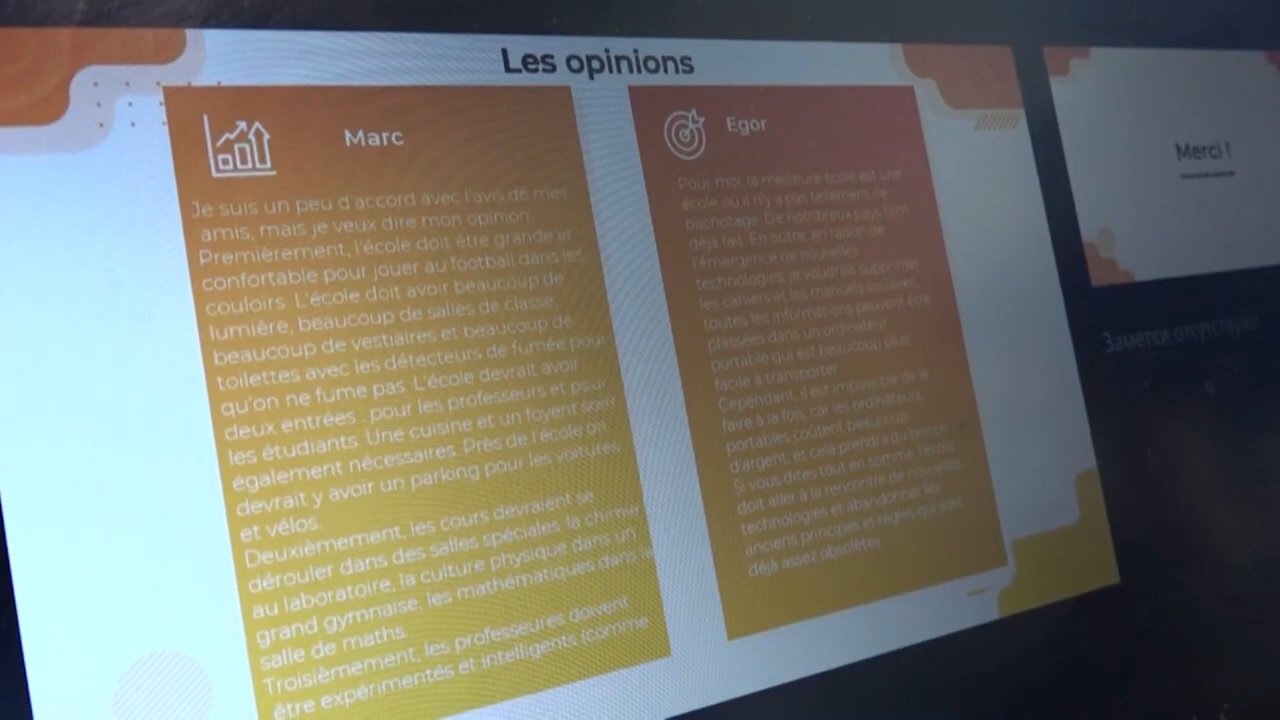 Les opinions
Marc
Je suis un peu d'accord avec l'avis de mes
amis, mais je veux dire mon opinion.
Premièrement, l'école doit être grande et
confortable pour jouer au football dans les
couloirs. L'école doit avoir beaucoup de
lumière, beaucoup de salles de classe,
beaucoup de vestiaires et beaucoup de
toilettes avec les détecteurs de fumée pour
qu'on ne fume pas. L'école devrait avoir
deux entrées : pour les professeurs et pour
les étudiants. Une cuisine et un foyent sont
également nécessaires. Près de l'école on
devrait y avoir un parking pour les voitures
et vélos.
Deuxièmement, les cours devraient se
dérouler dans des salles spéciales: la chimie
au laboratoire, la culture physique dans un
grand gymnaise, les mathématiques dans la
salle de maths.
Troisièmement, les professeures doivent
être expérimentés et intelligents (comme
Egor
Pour moi, la meilleure école est une
école ou il n'y a pas tellement de
bachotage. De nombreux pays l'ont
déjà fait. En outre, en raison de
l'émergence de nouvelles
technologies, je voudrais supprimer
les cahiers et les manuels scolaires,
toutes les informations peuvent être
plassées dans un ordinateur
portable qui est beaucoup plus
facile à transporter.
Cependant, il est impossible de le
faire à la fois, car les ordinateurs
portables coûtent beaucoup
d'argent, et cela prendra du temps.
Si vous dites tout en somme, l'école
doit aller à la rencontre de nouvelles
technologies et abandonner les
anciens principes et règles qui sont
déjà assez obsolètes.
Merci !
Заметки отсутствуют